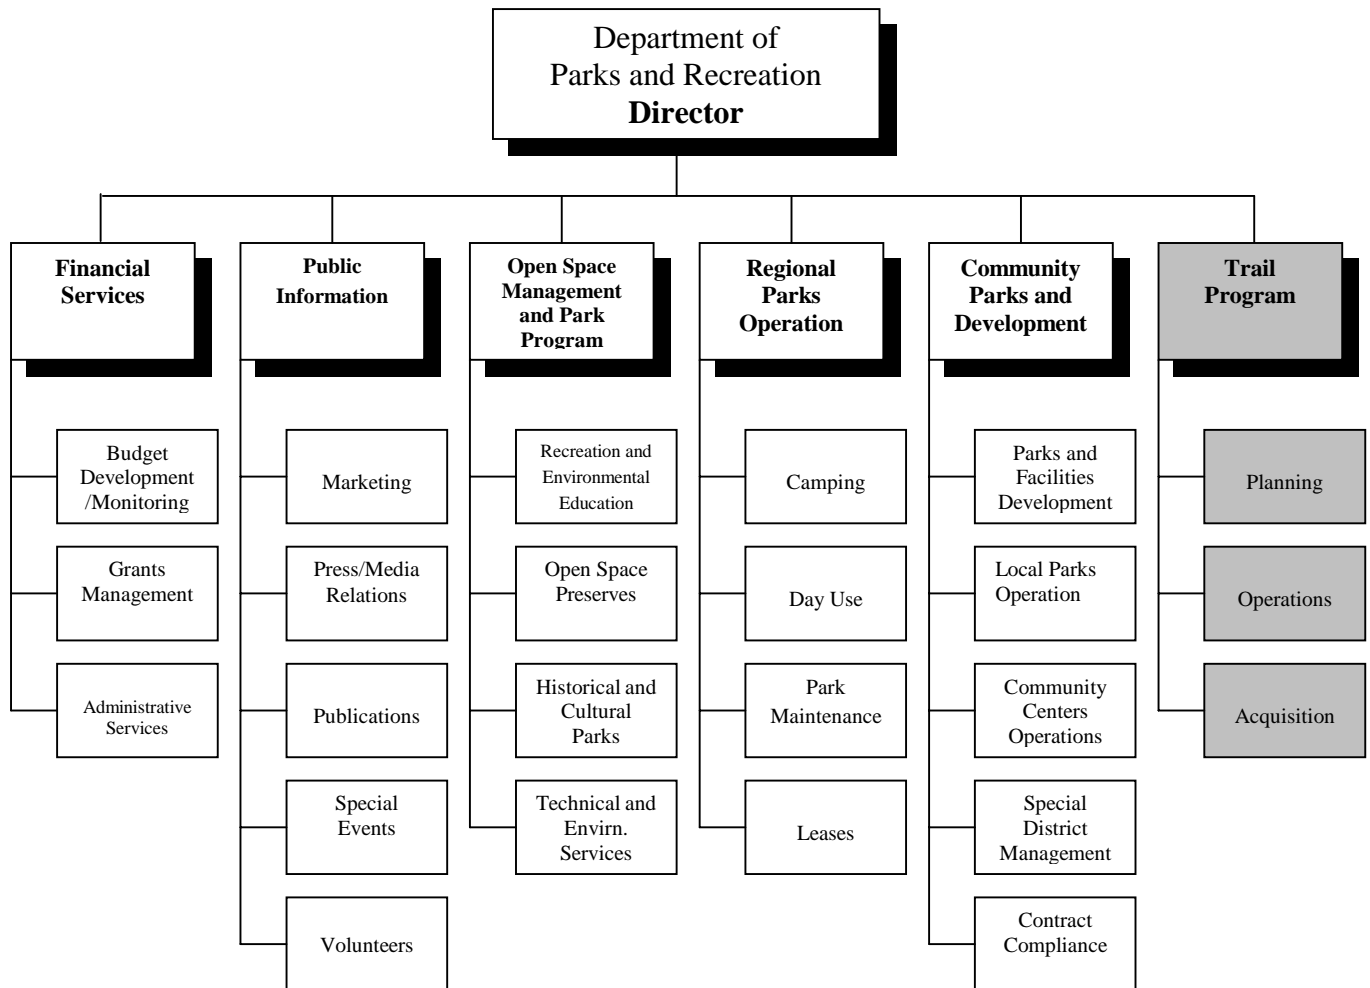 Department of
Parks and Recreation
Director
Financial
Services
Public
Information
Open Space
Management
and Park
Program
Regional
Parks
Operation
Community
Parks and
Development
Trail
Program
Budget
Development
/Monitoring
Grants
Management
Administrative
Services
Marketing
Press/Media
Relations
Publications
Special
Events
Volunteers
Recreation and
Environmental
Education
Open Space
Preserves
Historical and
Cultural
Parks
Technical and
Envirn.
Services
Camping
Day Use
Park
Maintenance
Leases
Parks and
Facilities
Development
Local Parks
Operation
Community
Centers
Operations
Special
District
Management
Contract
Compliance
Planning
Operations
Acquisition